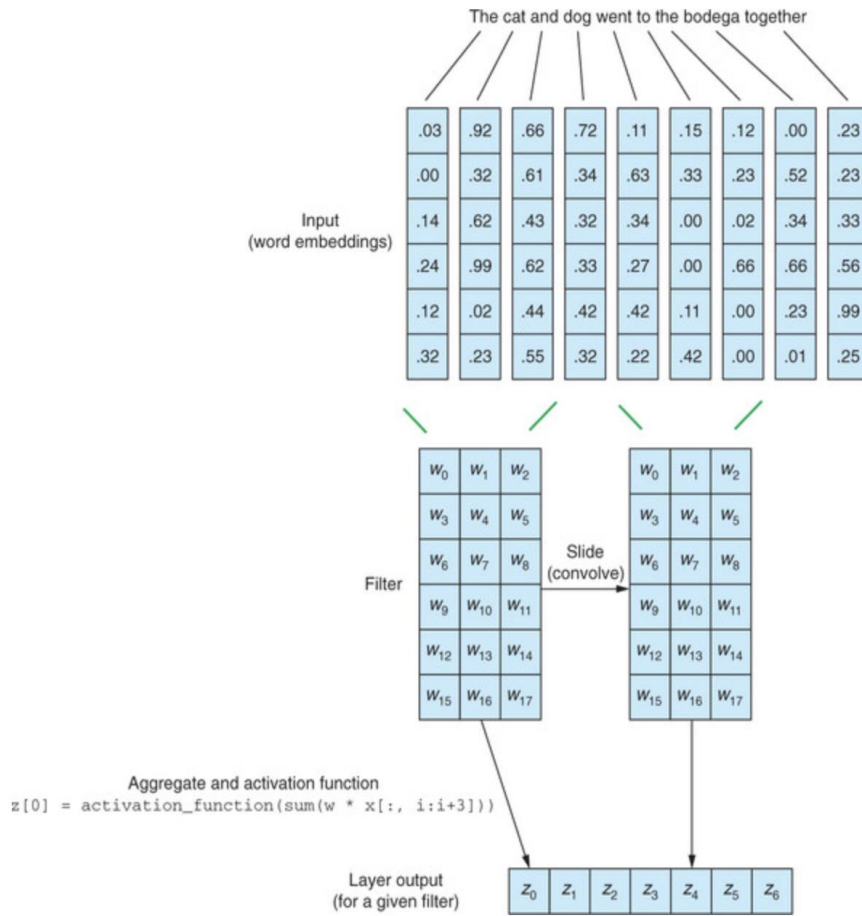 The cat and dog went to the bodega together
.03 .92 .66 .72 .11 .15 .12 .00 .23
.00 .32 .61 .34 .63 .33 .23 .52 .23
Input
(word embeddings)
.14 .62 .43 .32 .34 .00 .02 .34 .33
.24 .99 .62 .33 .27 .00 .66 .66 .56
.12 .02 .44 .42 .42 .11 .00 .23 .99
.32 .23 .55 .32 .22 .42 .00 .01 .25
w₀ w₁ w₂ w₀ w₁ w₂
w₃ w₄ w₅ w₃ w₄ w₅
w₆ w₇ w₈ w₆ w₇ w₈
Slide
(convolve)
Filter
w₉ w₁₀ w₁₁ w₉ w₁₀ w₁₁
w₁₂ w₁₃ w₁₄ w₁₂ w₁₃ w₁₄
w₁₅ w₁₆ w₁₇ w₁₅ w₁₆ w₁₇
Aggregate and activation function
z[0] = activation_function(sum(w * x[:, i:i+3]))
Layer output
(for a given filter)
z₀ z₁ z₂ z₃ z₄ z₅ z₆